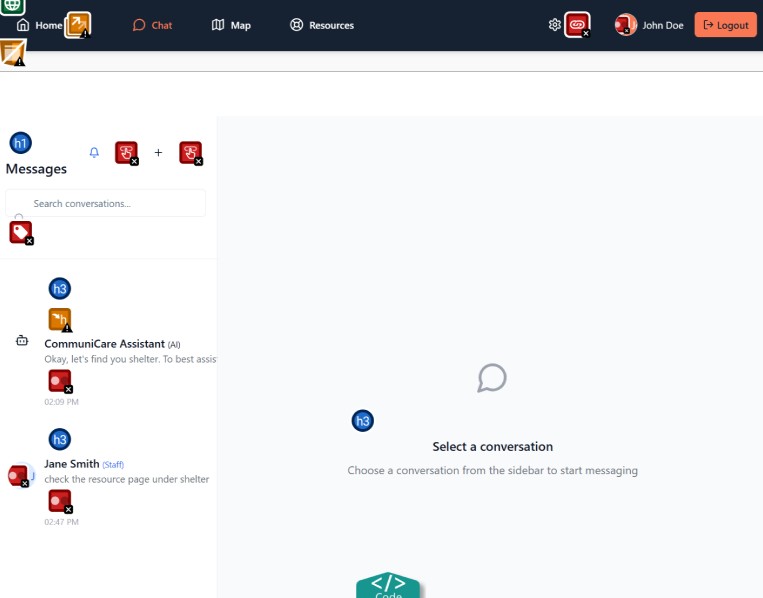 Home
Chat
Map
Resources
John Doe
Logout
h1
Messages
Search conversations...
h3
h
CommuniCare Assistant (AI)
Okay, let's find you shelter. To best assis
02:09 PM
h3
Jane Smith (Staff)
J
check the resource page under shelter
02:47 PM
h3
Select a conversation
Choose a conversation from the sidebar to start messaging
</>
Code